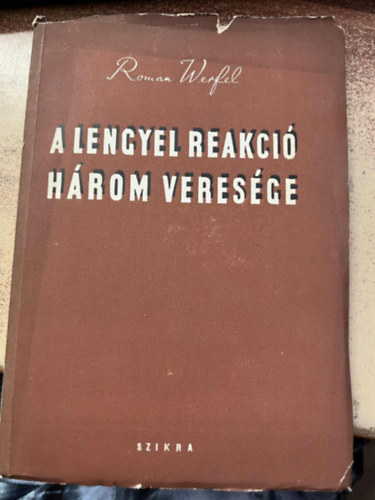 Roman Werfel
A LENGYEL REAKCIÓ
HÁROM VERESÉGE
SZIKRA